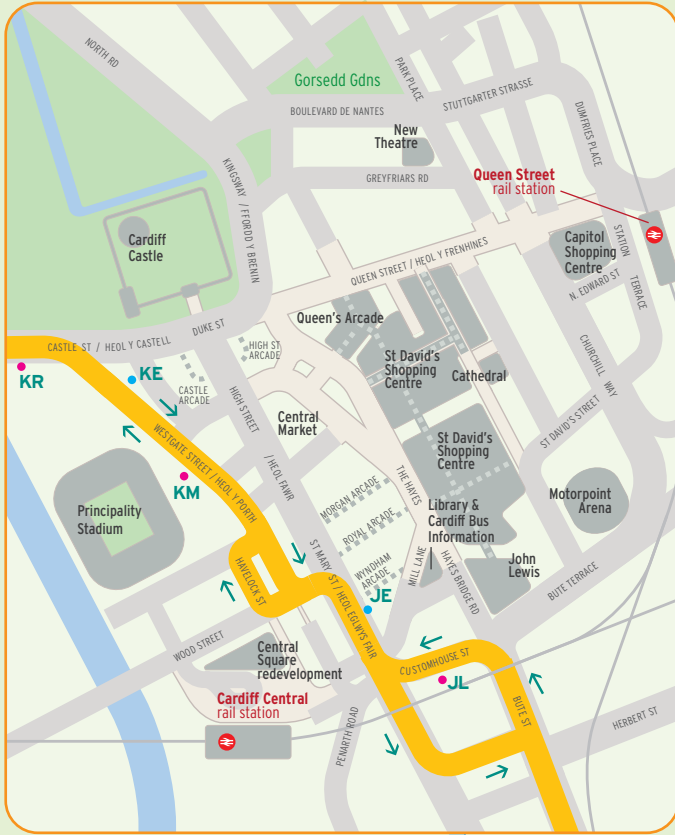 NORTH RD
Gorsedd Gdns
PARK PLACE
BOULEVARD DE NANTES
STUTTGARTER STRASSE
DUMFRIES PLACE
New
Theatre
GREYFRIARS RD
Queen Street
rail station
KINGSWAY / FFORDD Y BRENIN
Cardiff
Castle
QUEEN STREET / HEOL Y FRENHINES
Capitol
Shopping
Centre
STATION
TERRACE
N. EDWARD ST
Queen's Arcade
DUKE ST
CASTLE ST / HEOL Y CASTELL
HIGH ST
ARCADE
St David's
Shopping
Centre
Cathedral
CHURCHILL WAY
KR
KE
CASTLE
ARCADE
HIGH STREET
/ HEOL FAWR
Central
Market
ST DAVID'S STREET
WESTGATE STREET / HEOL Y PORTH
St David's
Shopping
Centre
KM
THE HAYES
MORGAN ARCADE
Principality
Stadium
Library &
Cardiff Bus
Information
Motorpoint
Arena
ROYAL ARCADE
WYNDHAM
ARCADE
MILL LANE
HAYES BRIDGE RD
John
Lewis
BUTE TERRACE
HAVELOCK ST
ST MARY ST / HEOL EGLWYS FAIR
JE
WOOD STREET
Central
Square
redevelopment
CUSTOMHOUSE ST
JL
Cardiff Central
rail station
BUTE ST
HERBERT ST
PENARTH ROAD